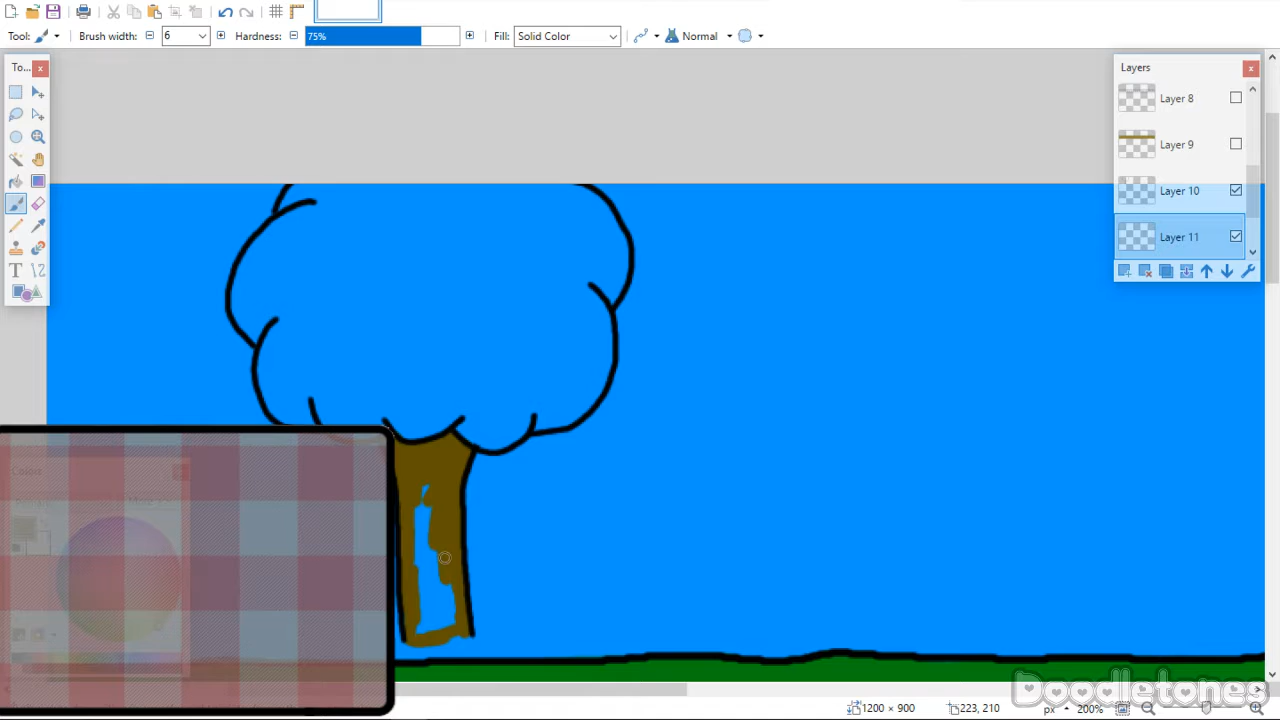 Tool:
Brush width:
6
Hardness:
75%
Fill:
Solid Color
Normal
To...
Layers
Layer 8
Layer 9
Layer 10
Layer 11
Colors
Doodletones
1200 × 900
223, 210
px
200%